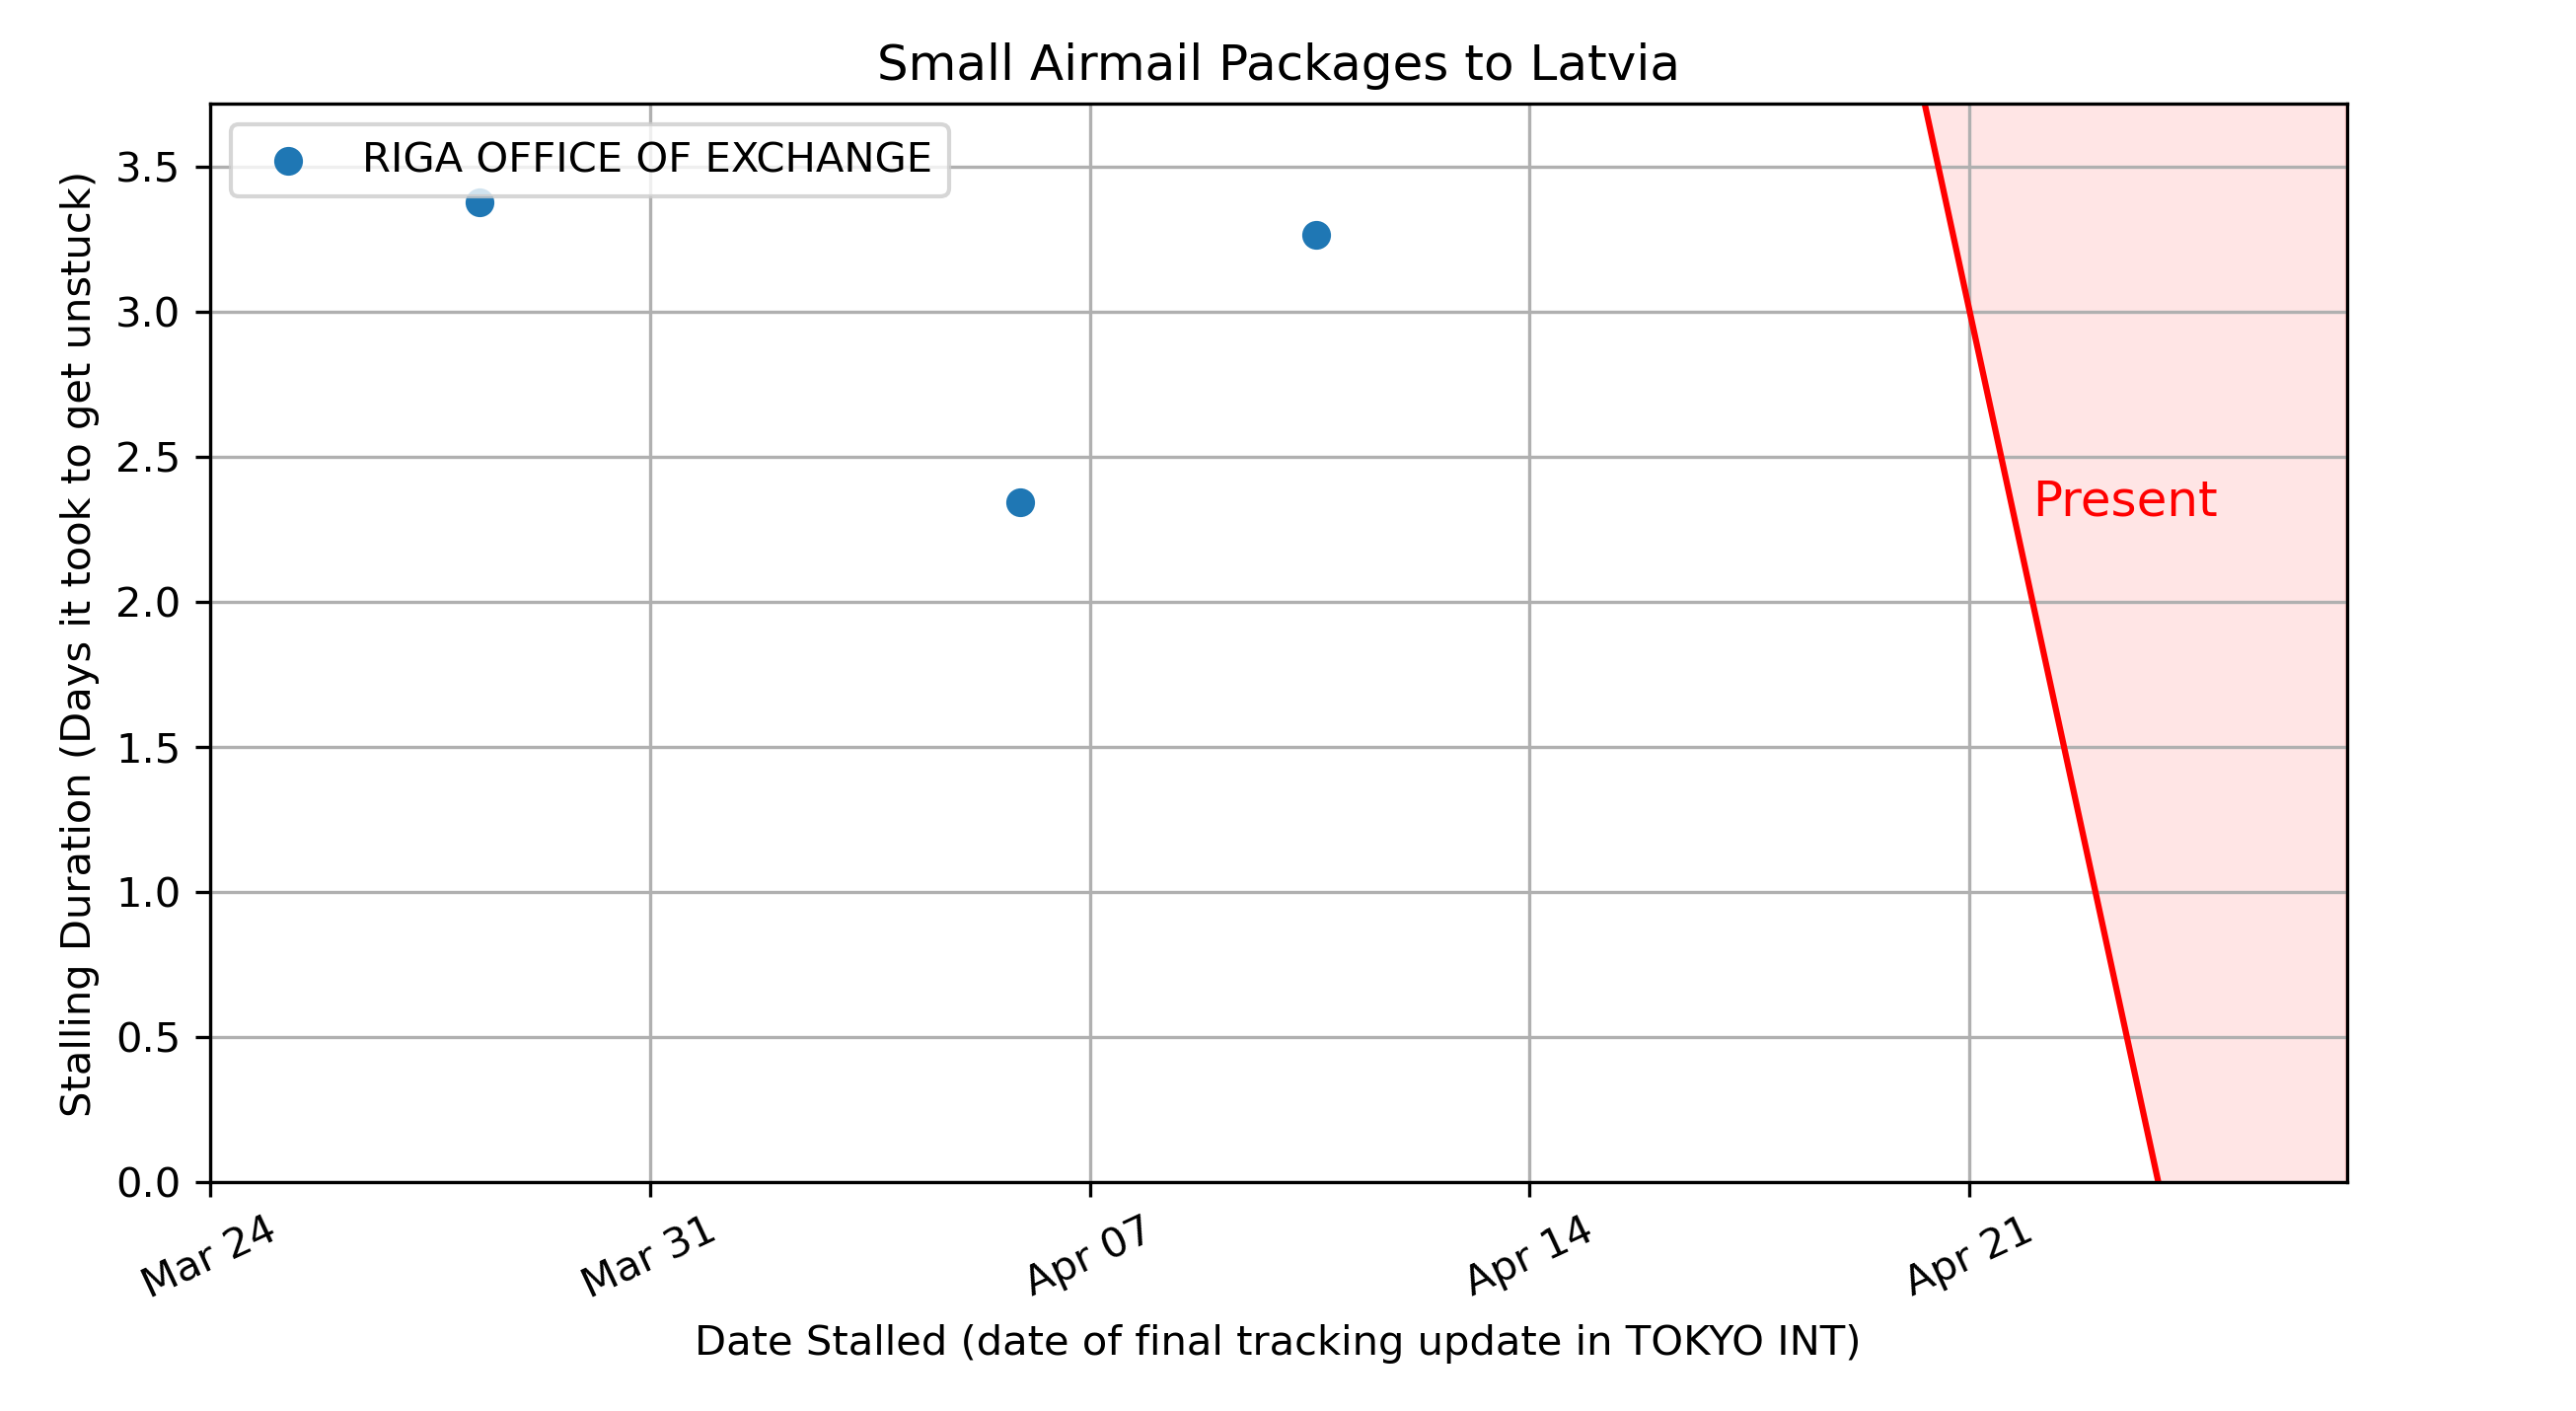 Small Airmail Packages to Latvia
RIGA OFFICE OF EXCHANGE
Stalling Duration (Days it took to get unstuck)
3.5
3.0
2.5
2.0
1.5
1.0
0.5
0.0
Present
Mar 24
Mar 31
Apr 07
Apr 14
Apr 21
Date Stalled (date of final tracking update in TOKYO INT)